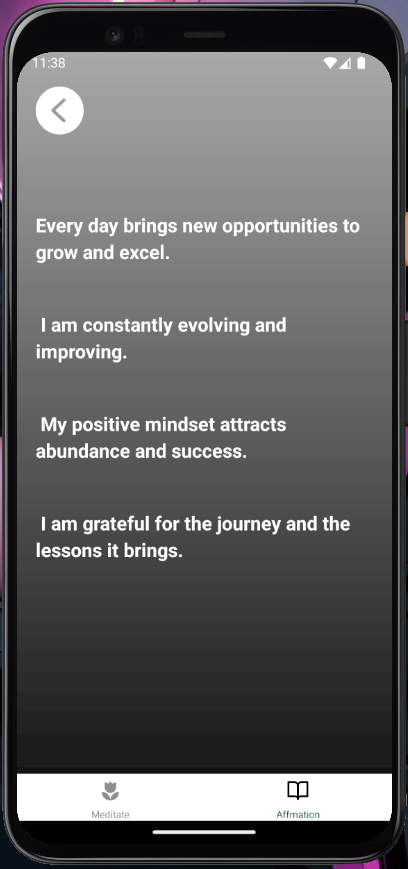 11:38
Every day brings new opportunities to
grow and excel.
I am constantly evolving and
improving.
My positive mindset attracts
abundance and success.
I am grateful for the journey and the
lessons it brings.
Meditate
Affmation